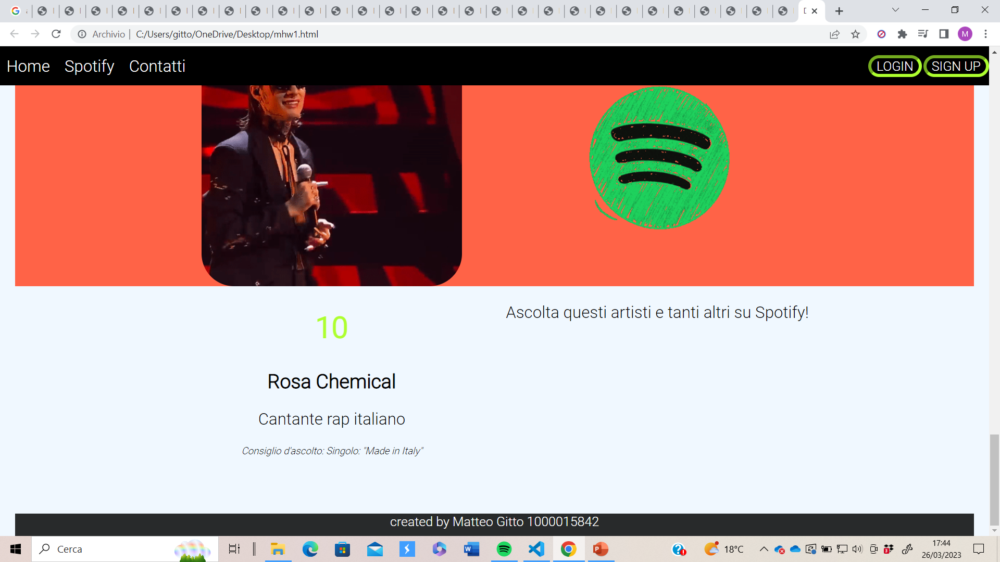 Archivio | C:/Users/gitto/OneDrive/Desktop/mhw1.html
M
Home Spotify Contatti LOGIN SIGN UP
10
Rosa Chemical
Cantante rap italiano
Consiglio d'ascolto: Singolo: "Made in Italy"
Ascolta questi artisti e tanti altri su Spotify!
created by Matteo Gitto 1000015842
Cerca
18°C
3
17:44
26/03/2023